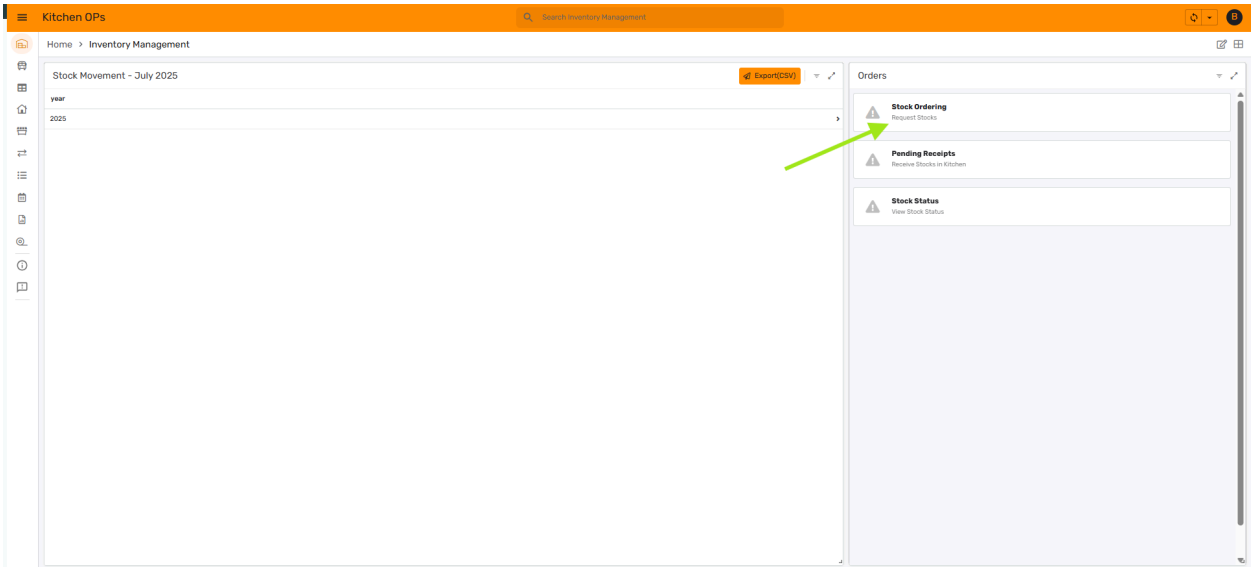 Kitchen OPs
Search Inventory Management
B
Home > Inventory Management
Stock Movement - July 2025
Export(CSV)
year
2025
Orders
Stock Ordering
Request Stocks
Pending Receipts
Receive Stocks in Kitchen
Stock Status
View Stock Status